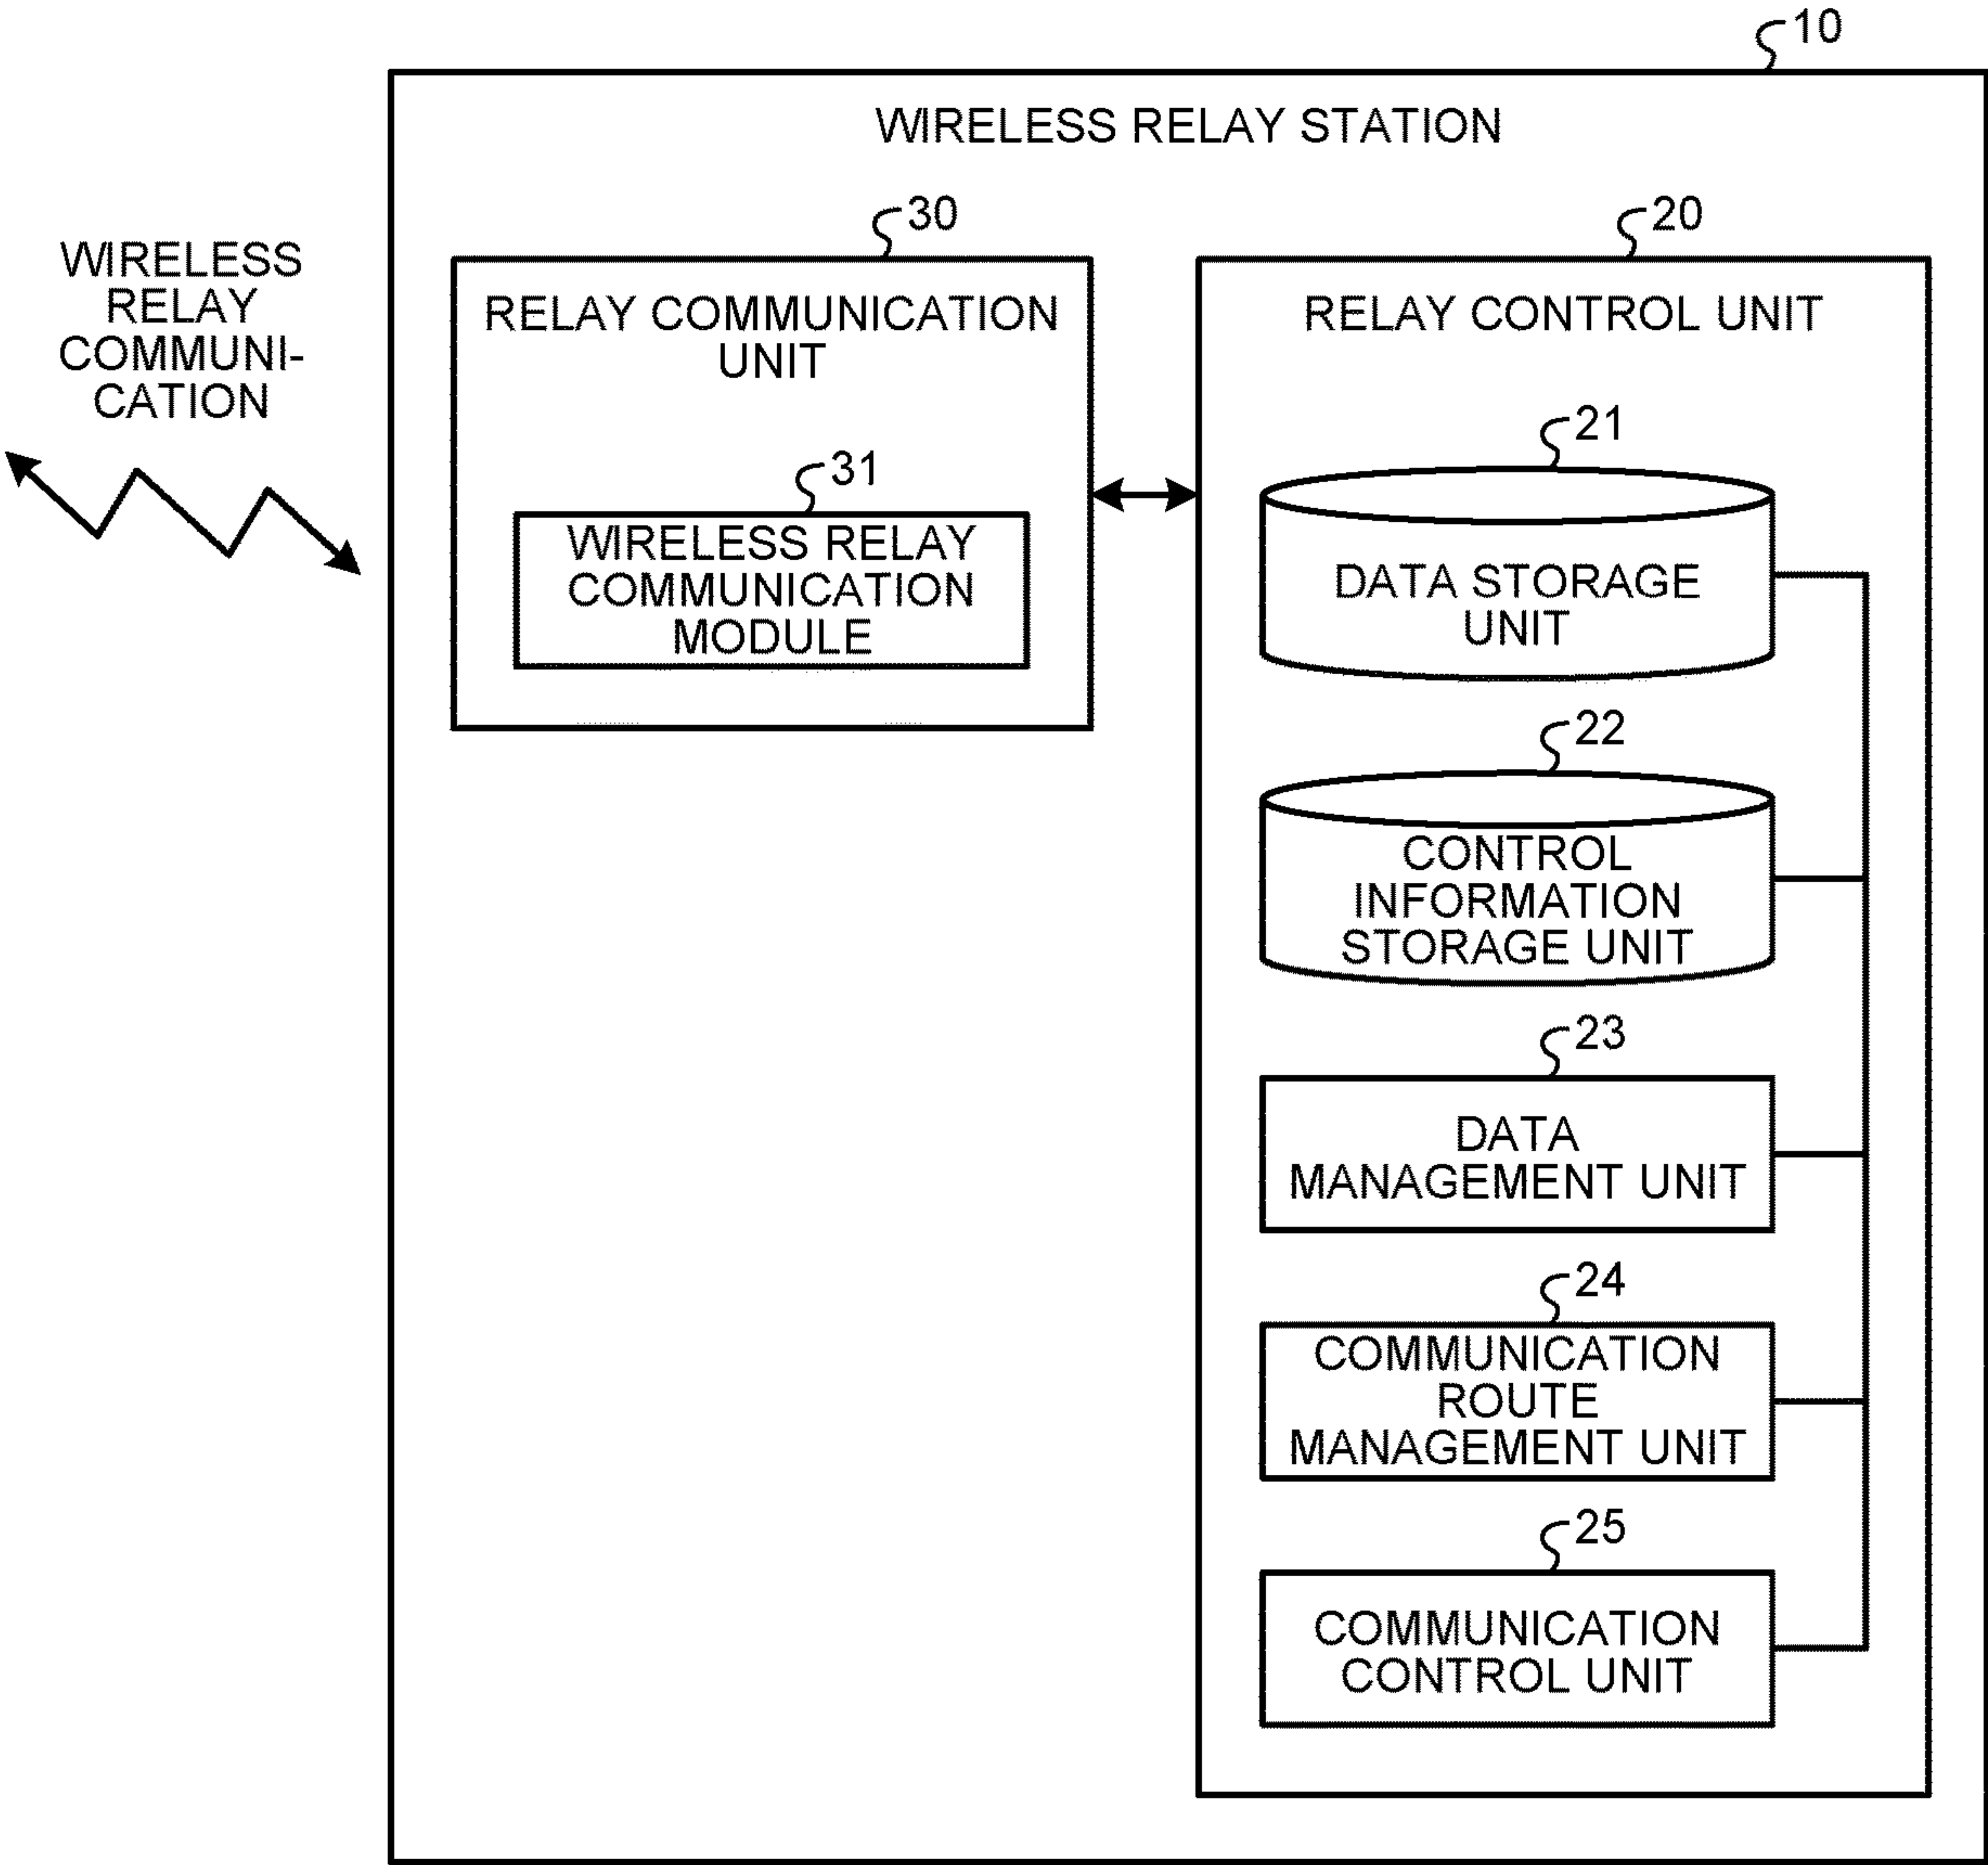 10
WIRELESS RELAY STATION
WIRELESS
RELAY
COMMUNI-
CATION
30
RELAY COMMUNICATION
UNIT
31
WIRELESS RELAY
COMMUNICATION
MODULE
20
RELAY CONTROL UNIT
21
DATA STORAGE
UNIT
22
CONTROL
INFORMATION
STORAGE UNIT
23
DATA
MANAGEMENT UNIT
24
COMMUNICATION
ROUTE
MANAGEMENT UNIT
25
COMMUNICATION
CONTROL UNIT